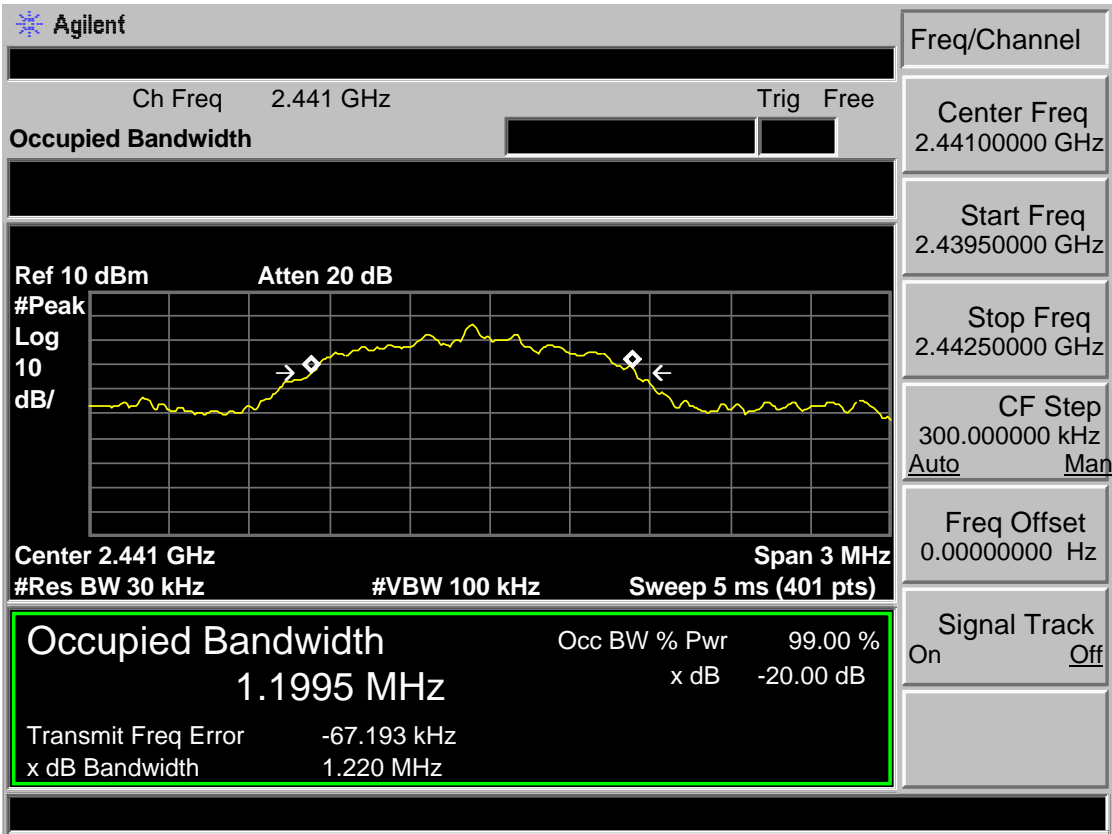 Agilent
Freq/Channel
Ch Freq 2.441 GHz Trig Free
Occupied Bandwidth
Center Freq
2.44100000 GHz
Start Freq
2.43950000 GHz
Stop Freq
2.44250000 GHz
CF Step
300.000000 kHz
Auto Man
Freq Offset
0.00000000 Hz
Signal Track
On Off
Ref 10 dBm Atten 20 dB
#Peak
Log
10
dB/
Center 2.441 GHz Span 3 MHz
#Res BW 30 kHz #VBW 100 kHz Sweep 5 ms (401 pts)
Occupied Bandwidth
1.1995 MHz
Occ BW % Pwr 99.00 %
x dB -20.00 dB
Transmit Freq Error -67.193 kHz
x dB Bandwidth 1.220 MHz